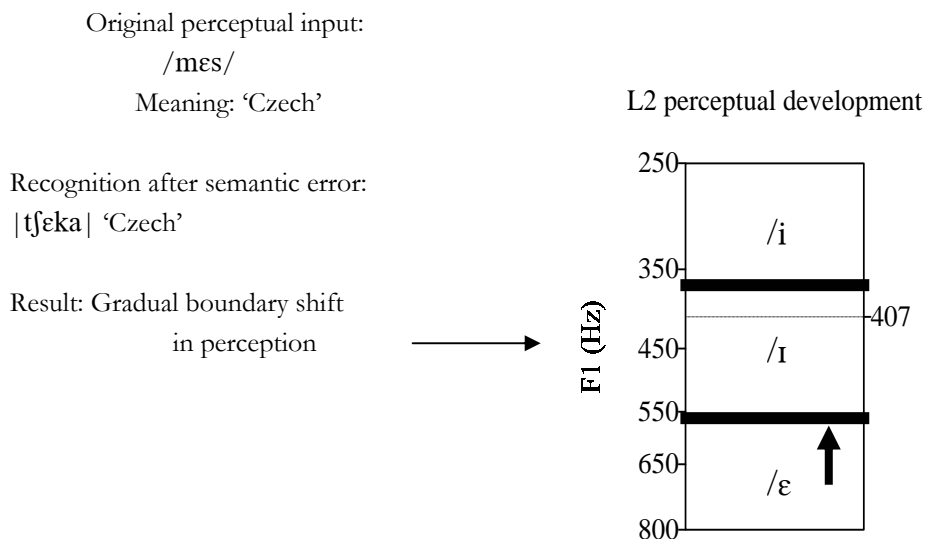 Original perceptual input:
/mɛs/
Meaning: ‘Czech’
Recognition after semantic error:
|tʃɛka| ‘Czech’
Result: Gradual boundary shift
in perception
L2 perceptual development
F1 (Hz)
250
/i
350
407
450
/ɪ
550
650
/ɛ
800